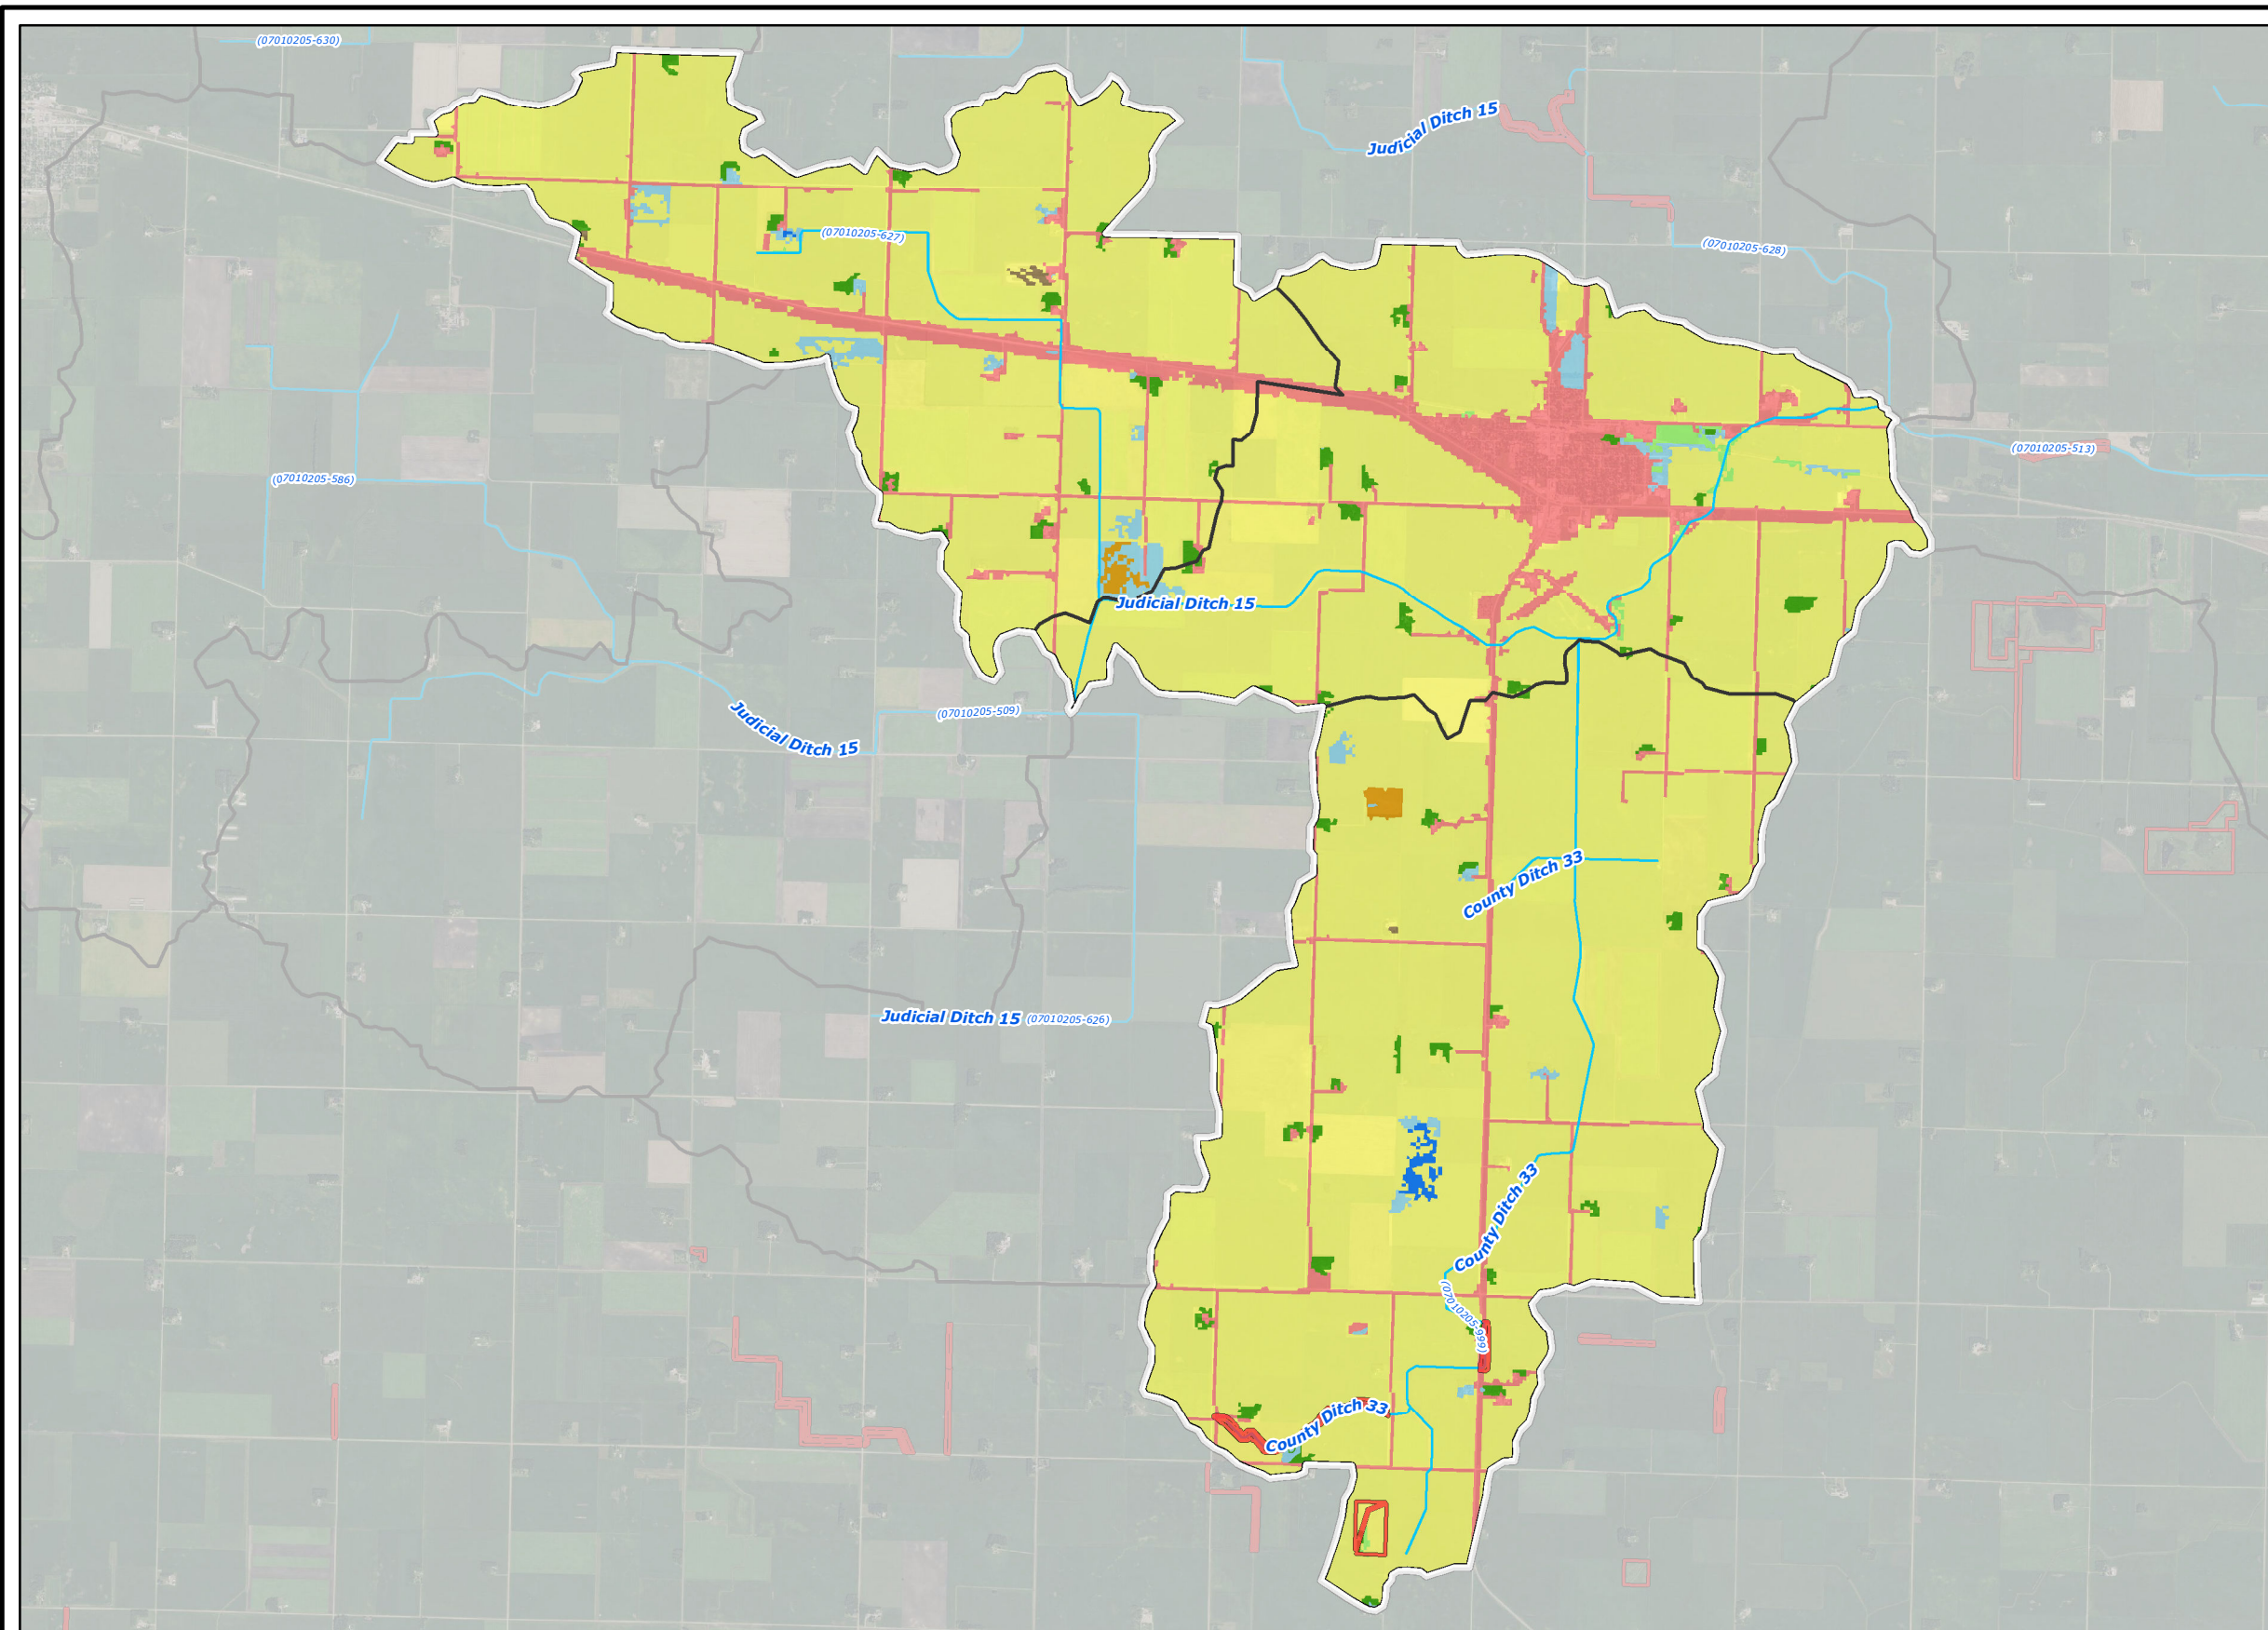 (07010205-630)
Judicial Ditch 15
(07010205-627)
(07010205-628)
(07010205-513)
(07010205-586)
Judicial Ditch 15
(07010205-509)
Judicial Ditch 15
County Ditch 33
Judicial Ditch 15 (07010205-626)
County Ditch 33
(07010205-999)
County Ditch 33